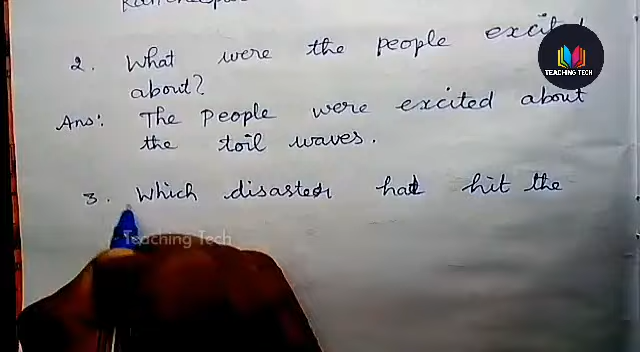 2. What were the people excited
about?
TEACHING TECH
Ans: The people were excited about
the toil waves.
3. Which disaster had hit the
Teaching Tech